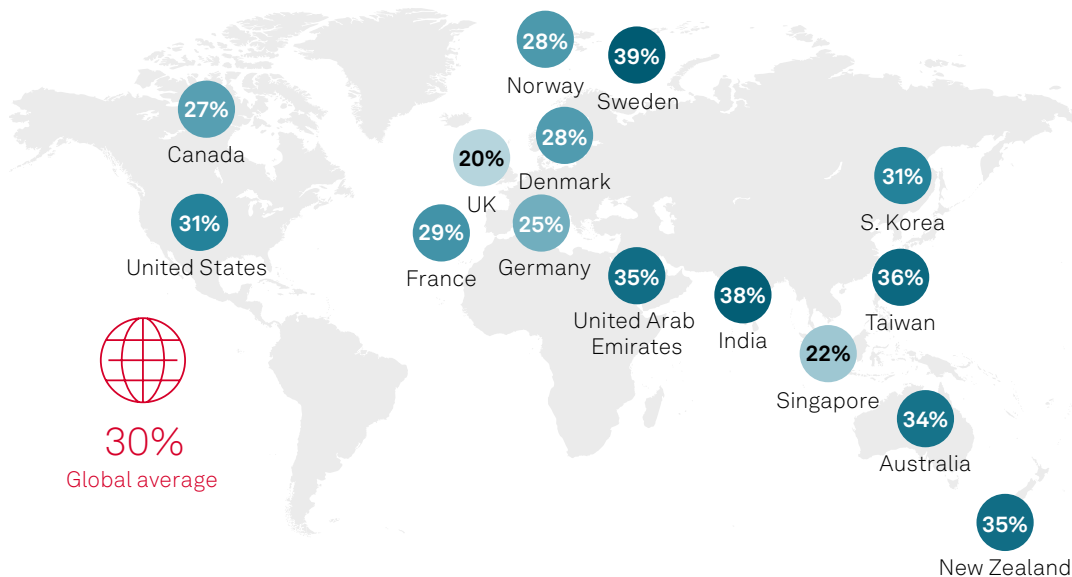 28%
Norway
39%
Sweden
27%
Canada
28%
Denmark
20%
UK
31%
S. Korea
31%
United States
29%
France
25%
Germany
35%
United Arab
Emirates
38%
India
36%
Taiwan
22%
Singapore
34%
Australia
30%
Global average
35%
New Zealand